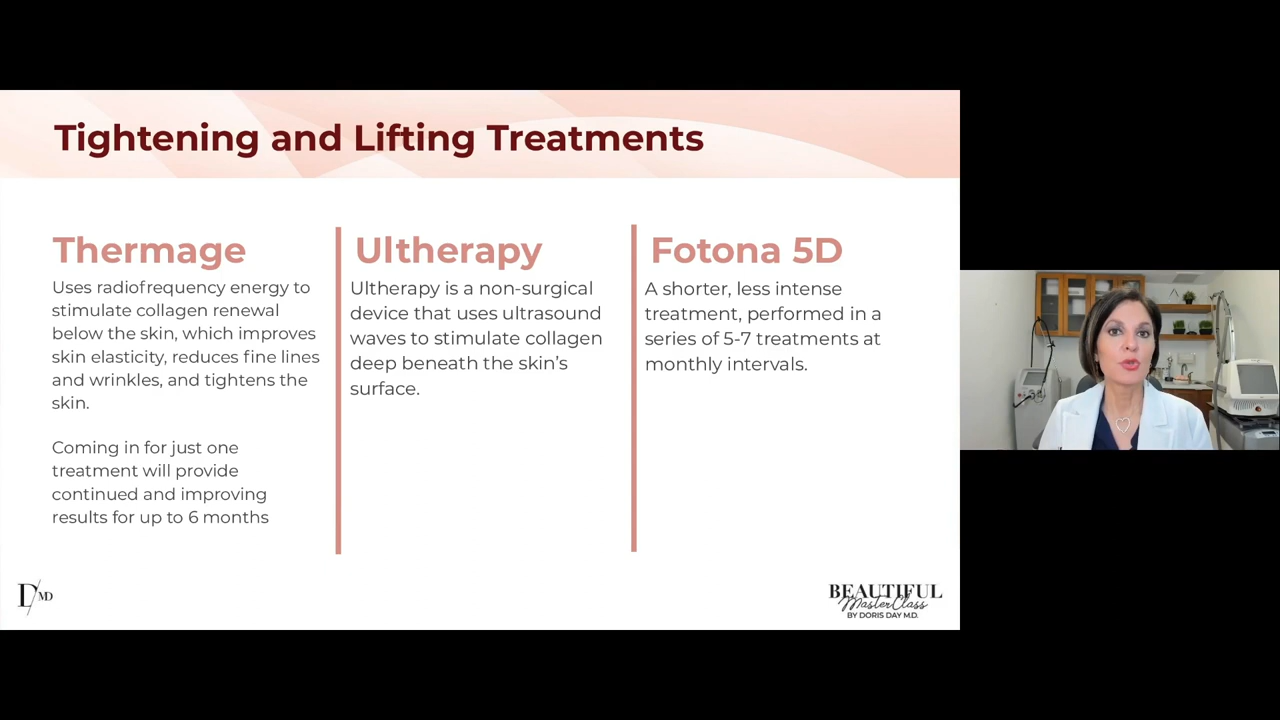 Tightening and Lifting Treatments
Thermage
Uses radiofrequency energy to
stimulate collagen renewal
below the skin, which improves
skin elasticity, reduces fine lines
and wrinkles, and tightens the
skin.
Coming in for just one
treatment will provide
continued and improving
results for up to 6 months
Ultherapy
Ultherapy is a non-surgical
device that uses ultrasound
waves to stimulate collagen
deep beneath the skin’s
surface.
Fotona 5D
A shorter, less intense
treatment, performed in a
series of 5-7 treatments at
monthly intervals.
D/MD
BEAUTIFUL
MasterClass
BY DORIS DAY M.D.